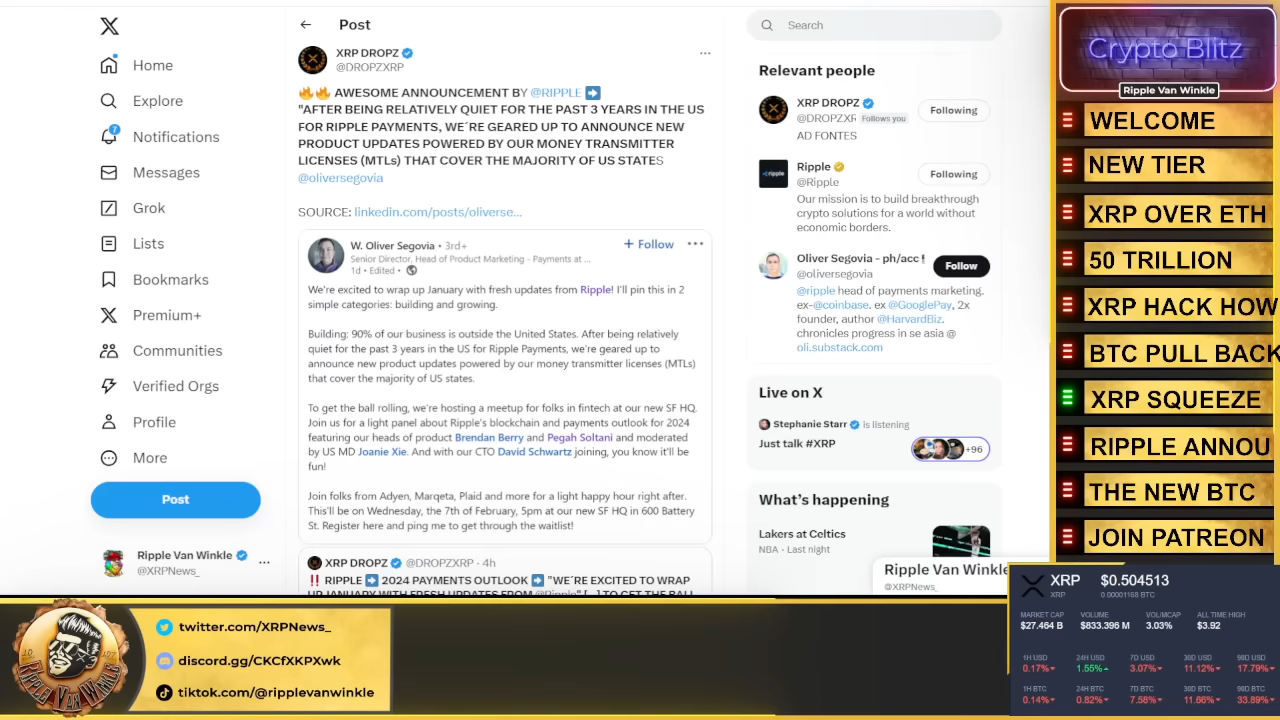 Home
Explore
7
Notifications
Messages
Grok
Lists
Bookmarks
Premium+
Communities
Verified Orgs
Profile
More
Post
Ripple Van Winkle
@XRPNews_
Post
XRP DROPZ
@DROPZXRP
AWESOME ANNOUNCEMENT BY @RIPPLE
"AFTER BEING RELATIVELY QUIET FOR THE PAST 3 YEARS IN THE US
FOR RIPPLE PAYMENTS, WE´RE GEARED UP TO ANNOUNCE NEW
PRODUCT UPDATES POWERED BY OUR MONEY TRANSMITTER
LICENSES (MTLs) THAT COVER THE MAJORITY OF US STATES
@oliversegovia
SOURCE: linkedin.com/posts/oliverse...
W. Oliver Segovia • 3rd+
+ Follow
Senior Director, Head of Product Marketing - Payments at ...
1d • Edited •
We're excited to wrap up January with fresh updates from Ripple! I'll pin this in 2
simple categories: building and growing.
Building: 90% of our business is outside the United States. After being relatively
quiet for the past 3 years in the US for Ripple Payments, we're geared up to
announce new product updates powered by our money transmitter licenses (MTLs)
that cover the majority of US states.
To get the ball rolling, we're hosting a meetup for folks in fintech at our new SF HQ.
Join us for a light panel about Ripple's blockchain and payments outlook for 2024
featuring our heads of product Brendan Berry and Pegah Soltani and moderated
by US MD Joanie Xie. And with our CTO David Schwartz joining, you know it'll be
fun!
Join folks from Adyen, Marqeta, Plaid and more for a light happy hour right after.
This'll be on Wednesday, the 7th of February, 5pm at our new SF HQ in 600 Battery
St. Register here and ping me to get through the waitlist!
XRP DROPZ @DROPZXRP · 4h
RIPPLE 2024 PAYMENTS OUTLOOK "WE´RE EXCITED TO WRAP
UP JANUARY WITH FRESH UPDATES FROM @Ripple" [...] TO GET THE BALL
Search
Relevant people
XRP DROPZ
@DROPZXR Follows you
Following
AD FONTES
Ripple
@Ripple
Following
Our mission is to build breakthrough
crypto solutions for a world without
economic borders.
Oliver Segovia - ph/acc
@oliversegovia
Follow
@ripple head of payments marketing.
ex-@coinbase. ex @GooglePay, 2x
founder, author @HarvardBiz.
chronicles progress in se asia @
oli.substack.com
Live on X
Stephanie Starr is listening
Just talk #XRP
+96
What's happening
Lakers at Celtics
NBA · Last night
Ripple Van Winkle
@XRPNews_
Crypto Blitz
Ripple Van Winkle
WELCOME
NEW TIER
XRP OVER ETH
50 TRILLION
XRP HACK HOW
BTC PULL BACK
XRP SQUEEZE
RIPPLE ANNOU
THE NEW BTC
JOIN PATREON
XRP
XRP
$0.504513
0.00001168 BTC
MARKET CAP VOLUME VOL/MCAP ALL TIME HIGH
$27.464 B $833.396 M 3.03% $3.92
1H USD 24H USD 7D USD 30D USD 90D USD
0.17% 1.55% 3.07% 11.12% 17.79%
1H BTC 24H BTC 7D BTC 30D BTC 90D BTC
0.14% 0.82% 7.58% 11.66% 33.89%
RIPPLE VAN WINKLE
twitter.com/XRPNews_
discord.gg/CKCfXKPXwk
tiktok.com/@ripplevanwinkle